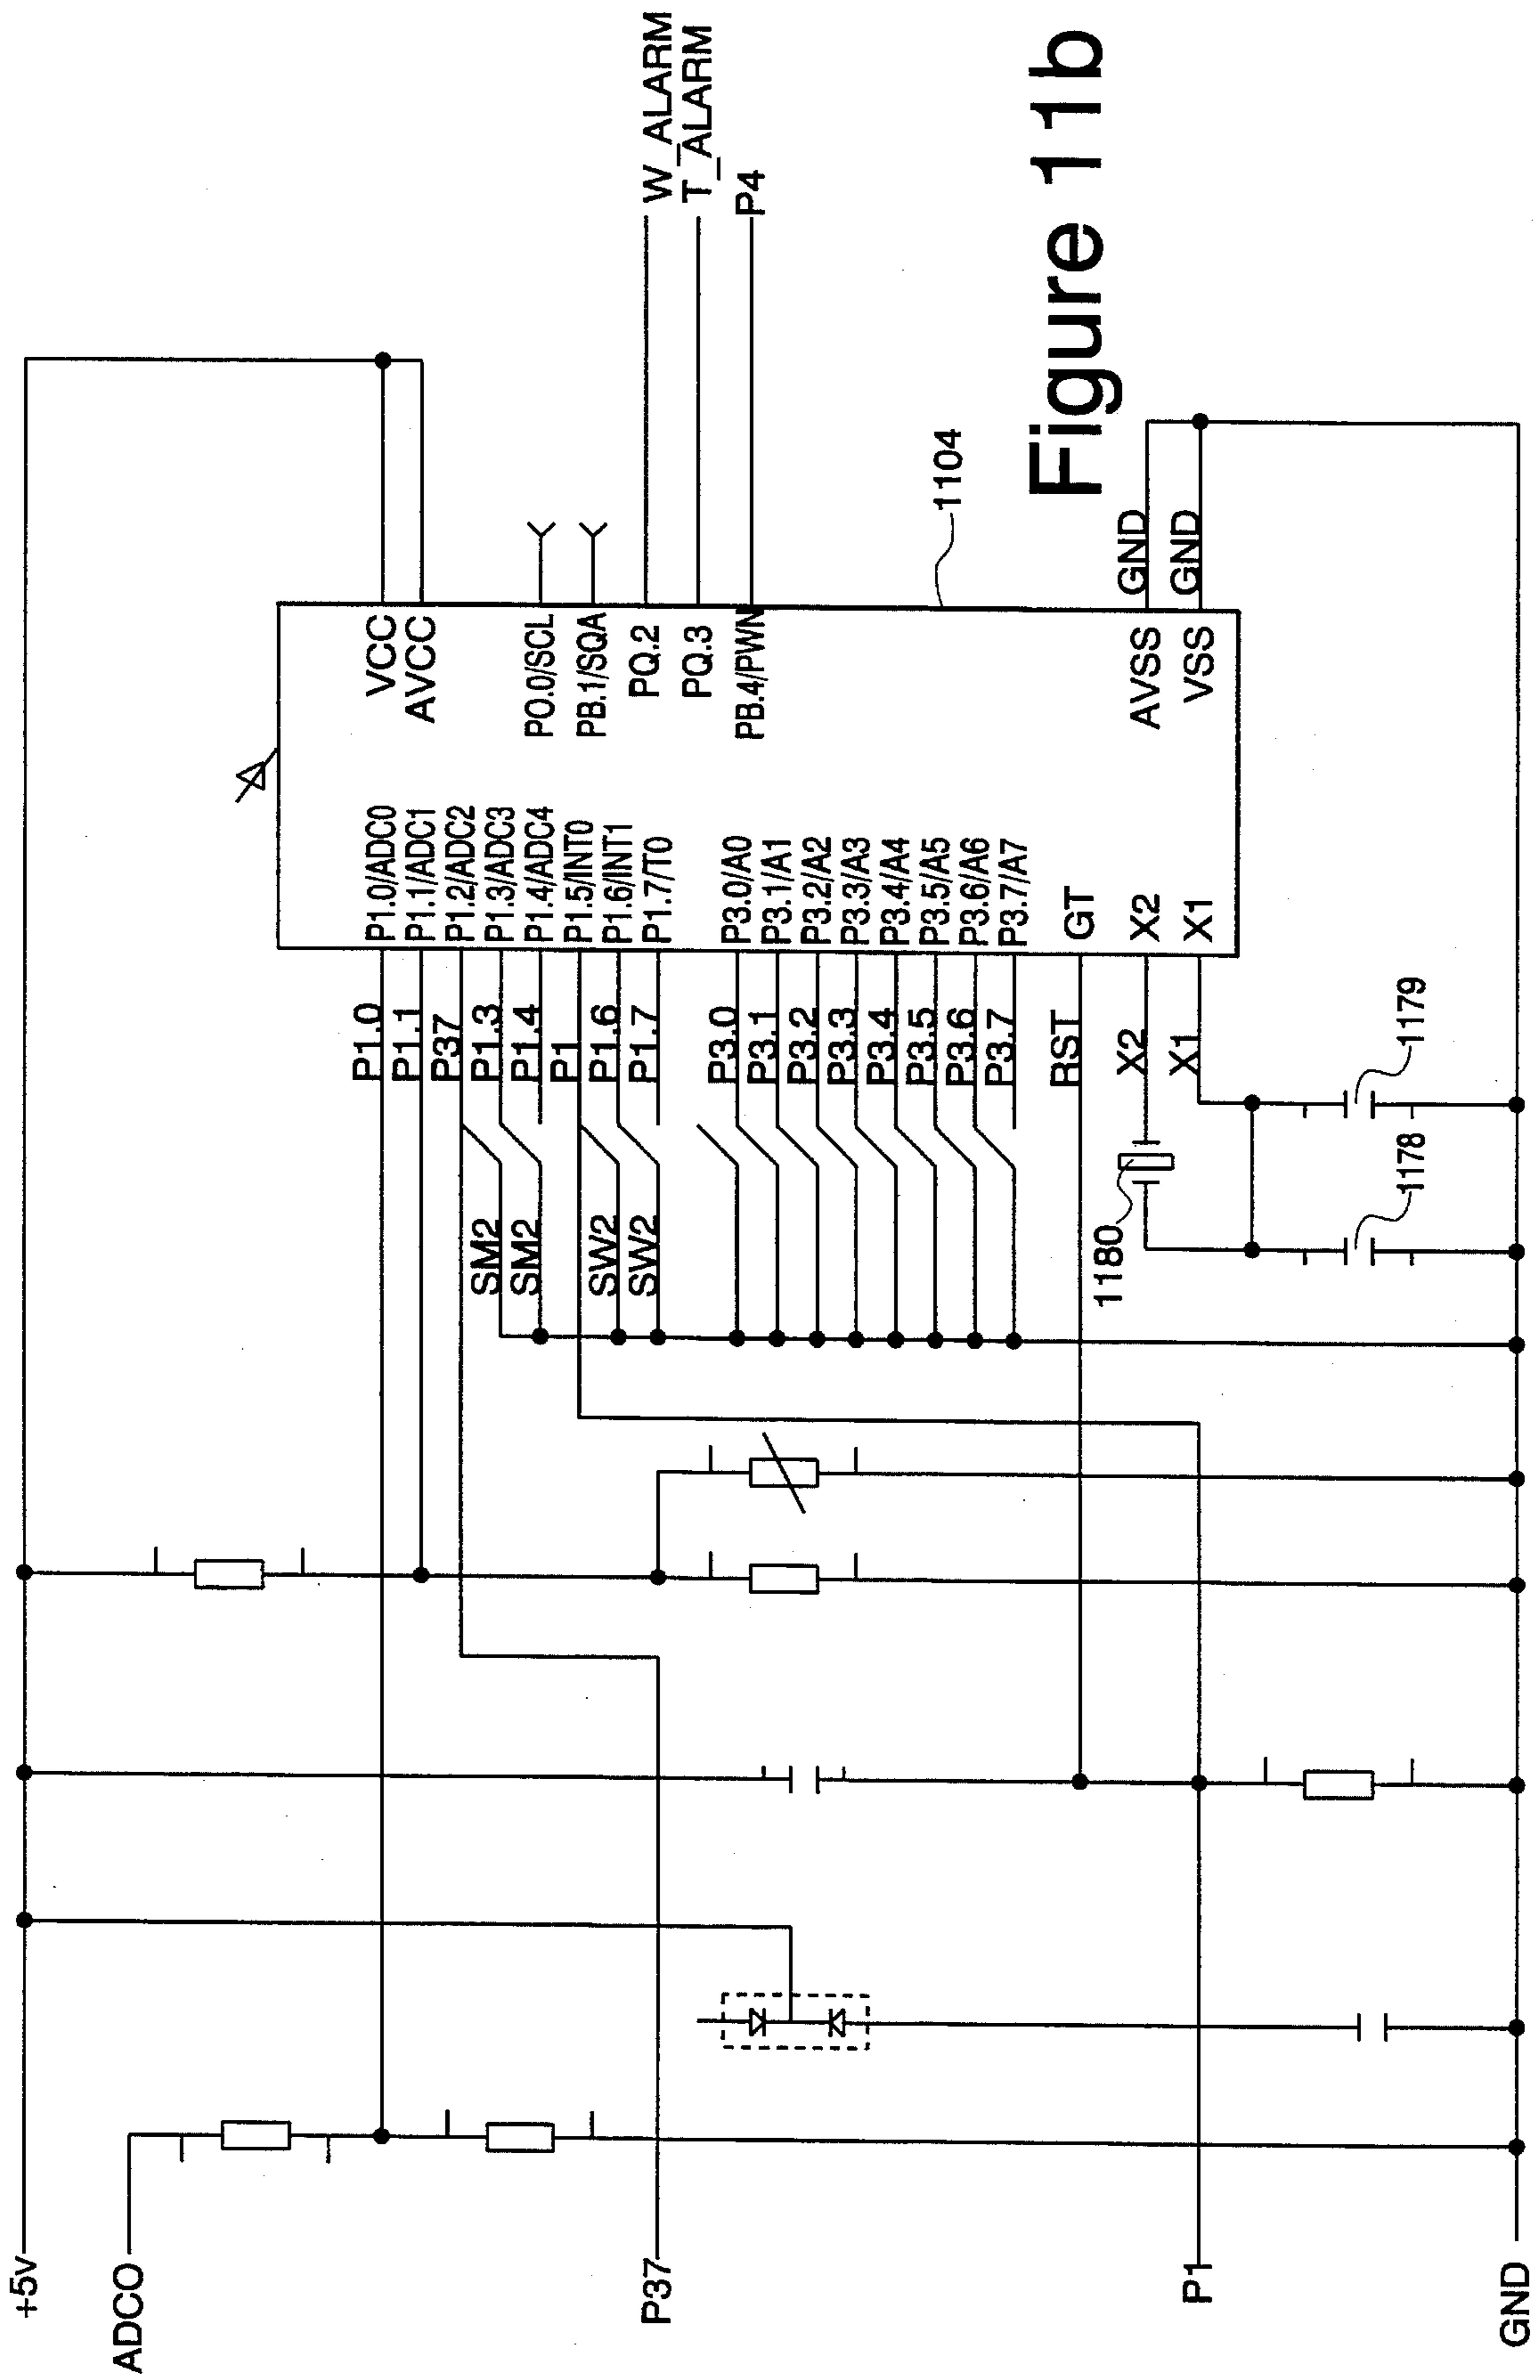 +5v
ADCO
P37
P1
GND
P1.0
P1.1
P37
P1.3
P1.4
P1
P1.6
P1.7
P3.0
P3.1
P3.2
P3.3
P3.4
P3.5
P3.6
P3.7
RST
X2
X1
SM2
SM2
SW2
SW2
1180
1178
1179
P1.0/ADC0
P1.1/ADC1
P1.2/ADC2
P1.3/ADC3
P1.4/ADC4
P1.5/INT0
P1.6/INT1
P1.7/T0
P3.0/A0
P3.1/A1
P3.2/A2
P3.3/A3
P3.4/A4
P3.5/A5
P3.6/A6
P3.7/A7
GT
X2
X1
VCC
AVCC
PO.0/SCL
PB.1/SQA
PQ.2
PQ.3
PB.4/PWN
AVSS
VSS
GND
GND
1104
W_ALARM
T_ALARM
P4
Figure 11b